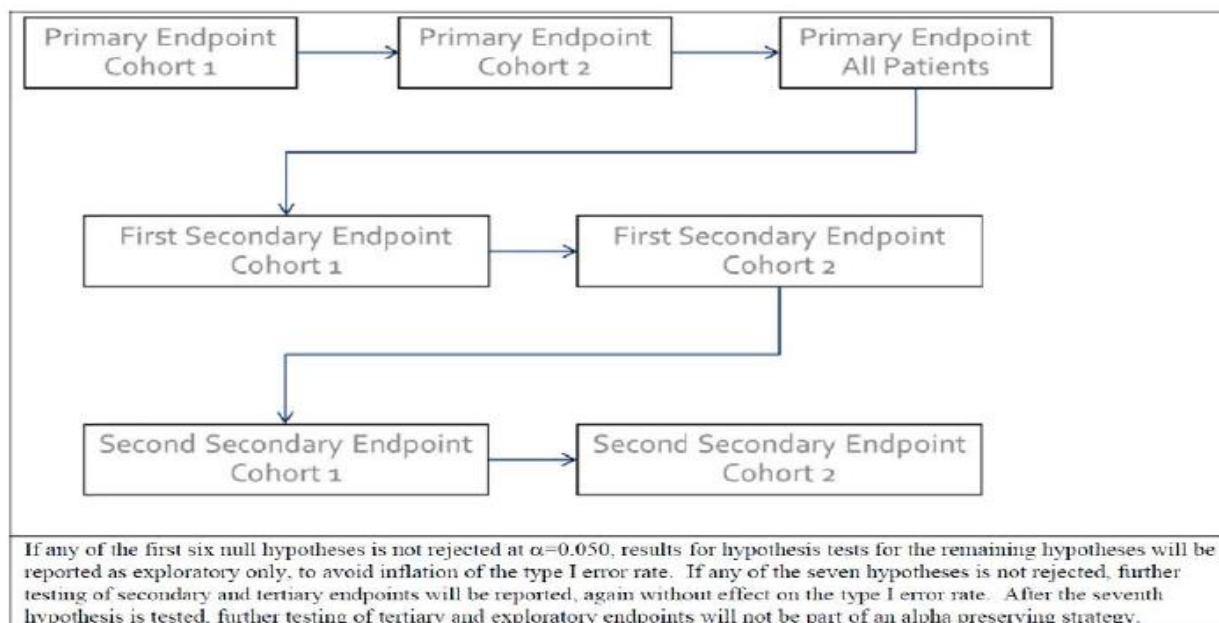 Primary Endpoint
Cohort 1
Primary Endpoint
Cohort 2
Primary Endpoint
All Patients
First Secondary Endpoint
Cohort 1
First Secondary Endpoint
Cohort 2
Second Secondary Endpoint
Cohort 1
Second Secondary Endpoint
Cohort 2
If any of the first six null hypotheses is not rejected at α=0.050, results for hypothesis tests for the remaining hypotheses will be
reported as exploratory only, to avoid inflation of the type I error rate. If any of the seven hypotheses is not rejected, further
testing of secondary and tertiary endpoints will be reported, again without effect on the type I error rate. After the seventh
hypothesis is tested, further testing of tertiary and exploratory endpoints will not be part of an alpha preserving strategy.